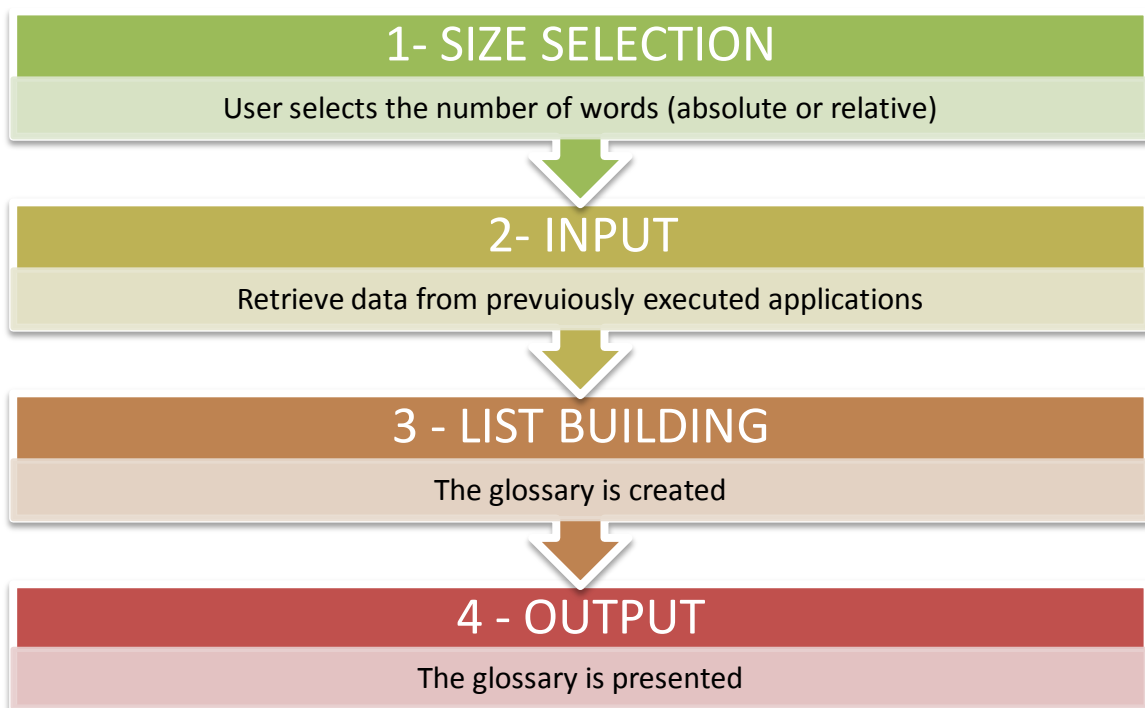 1- SIZE SELECTION
User selects the number of words (absolute or relative)
2- INPUT
Retrieve data from prevuiously executed applications
3 - LIST BUILDING
The glossary is created
4 - OUTPUT
The glossary is presented